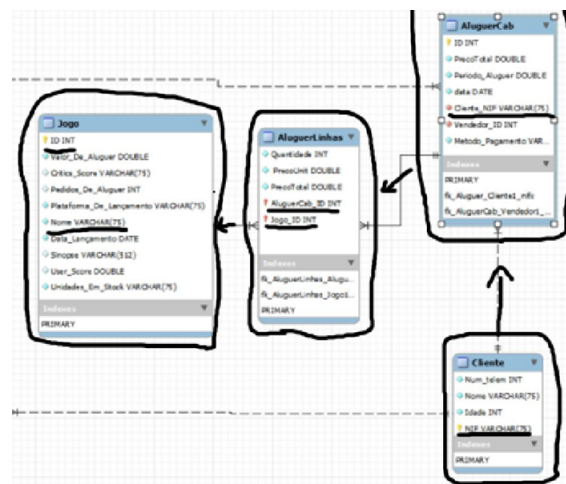 AluguerCab
ID INT
PrecoTotal DOUBLE
Periodo_Aluguer DOUBLE
data DATE
Cliente_NIF VARCHAR(75)
Vendedor_ID INT
Metodo_Pagamento VAR...
Indexes
PRIMARY
fk_Aluguer_Cliente1_nifx
fk_AluguerCab_Vendedor1_...
Jogo
ID INT
Valor_De_Aluguer DOUBLE
Critica_Score VARCHAR(75)
Pedidos_De_Aluguer INT
Plataforma_De_Lançamento VARCHAR(75)
Nome VARCHAR(75)
Data_Lançamento DATE
Sinopse VARCHAR(512)
User_Score DOUBLE
Unidades_Em_Stock VARCHAR(75)
Indexes
PRIMARY
AluguerLinhas
Quantidade INT
PrecoUnit DOUBLE
PrecoTotal DOUBLE
AluguerCab_ID INT
Jogo_ID INT
Indexes
fk_AluguerLinhas_Alugu...
fk_AluguerLinhas_Jogo1...
PRIMARY
Cliente
Num_telem INT
Nome VARCHAR(75)
Idade INT
NIF VARCHAR(75)
Indexes
PRIMARY